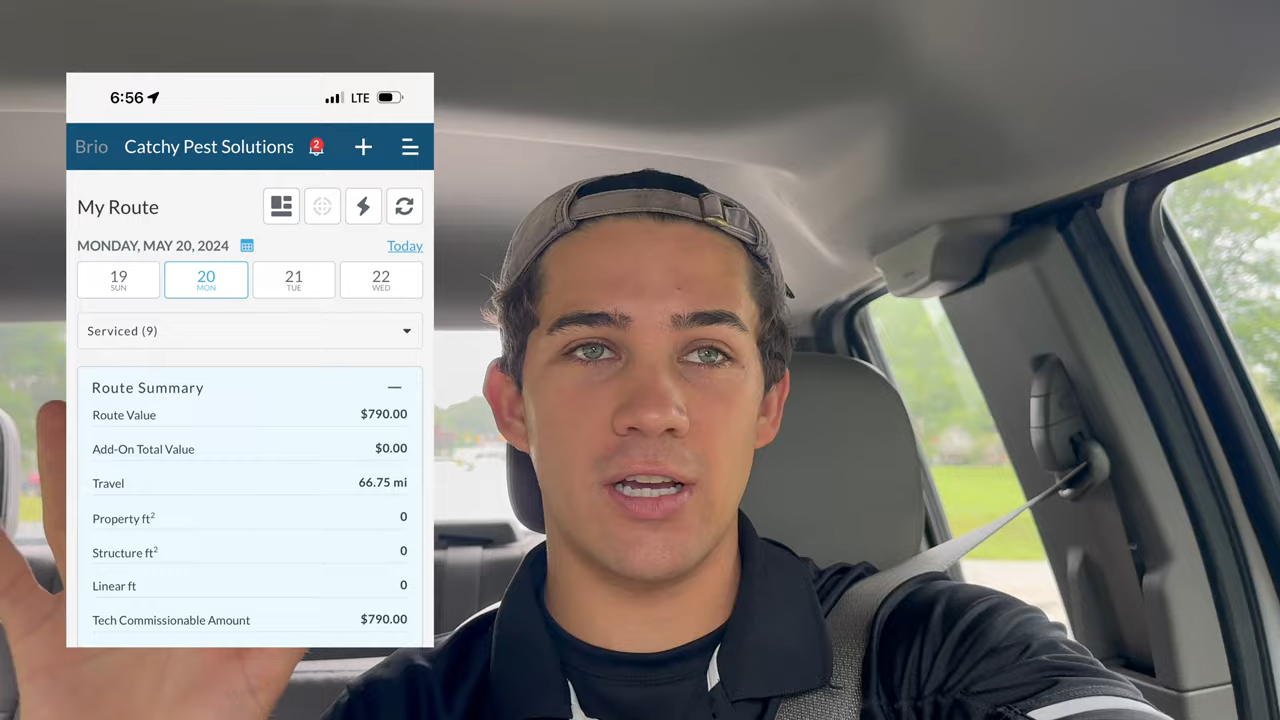 6:56 LTE
Brio Catchy Pest Solutions 2
My Route
MONDAY, MAY 20, 2024 Today
19 20 21 22
SUN MON TUE WED
Serviced (9)
Route Summary
Route Value $790.00
Add-On Total Value $0.00
Travel 66.75 mi
Property ft² 0
Structure ft² 0
Linear ft 0
Tech Commissionable Amount $790.00